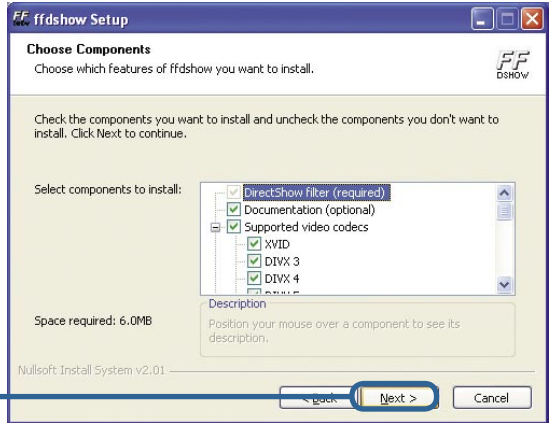 FF
DSHOW
ffdshow Setup
Choose Components
Choose which features of ffdshow you want to install.
FF
DSHOW
Check the components you want to install and uncheck the components you don't want to
install. Click Next to continue.
Select components to install:
DirectShow filter (required)
Documentation (optional)
Supported video codecs
XVID
DIVX 3
DIVX 4
Description
Space required: 6.0MB
Position your mouse over a component to see its
description.
Nullsoft Install System v2.01
< Back
Next >
Cancel